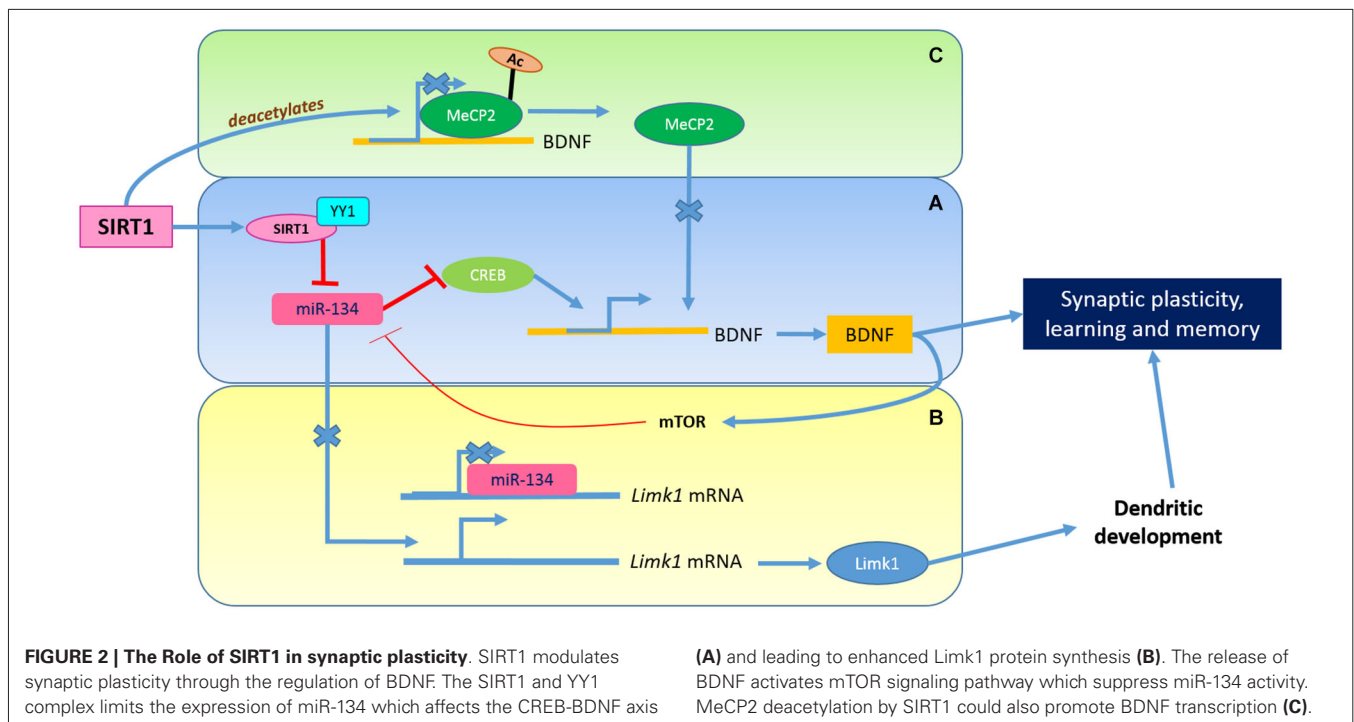 C
Ac
deacetylates
MeCP2
BDNF
MeCP2
A
SIRT1
YY1
SIRT1
CREB
miR-134
BDNF
BDNF
Synaptic plasticity,
learning and memory
B
mTOR
miR-134
Limk1 mRNA
Limk1 mRNA
Limk1
Dendritic
development
FIGURE 2 | The Role of SIRT1 in synaptic plasticity. SIRT1 modulates
synaptic plasticity through the regulation of BDNF. The SIRT1 and YY1
complex limits the expression of miR-134 which affects the CREB-BDNF axis
(A) and leading to enhanced Limk1 protein synthesis (B). The release of
BDNF activates mTOR signaling pathway which suppress miR-134 activity.
MeCP2 deacetylation by SIRT1 could also promote BDNF transcription (C).